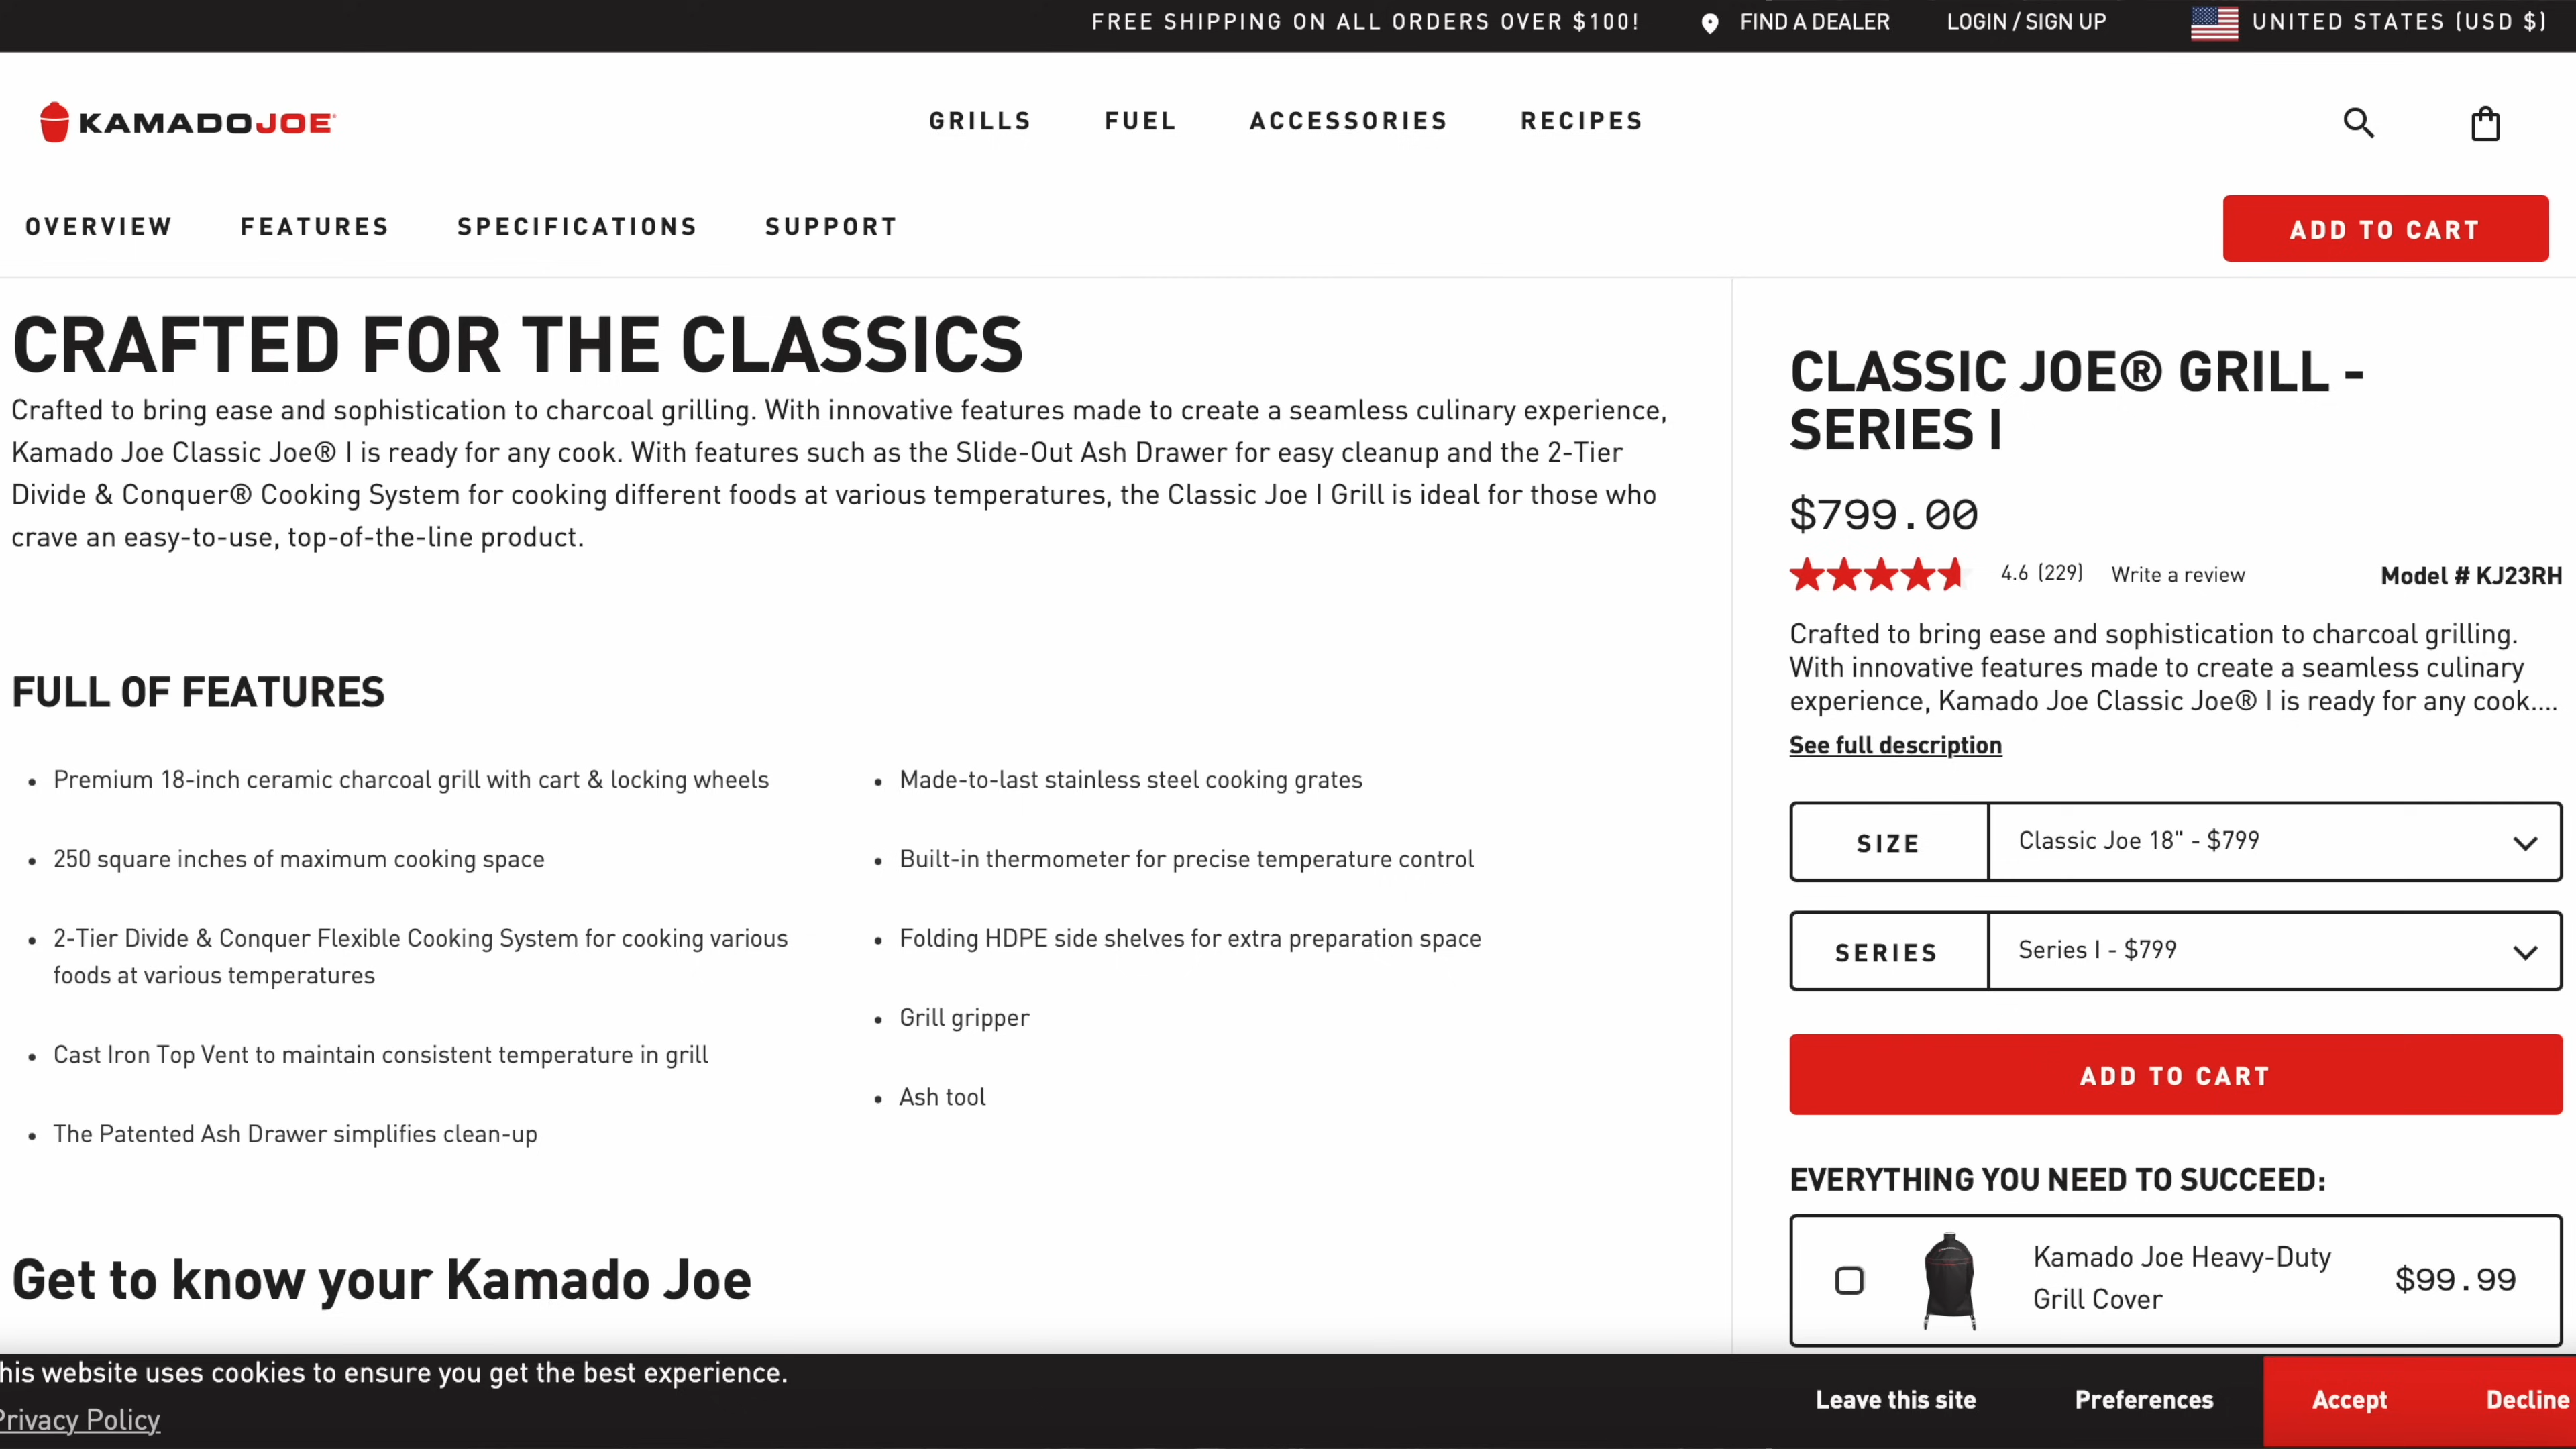 FREE SHIPPING ON ALL ORDERS OVER $100!
FIND A DEALER
LOGIN / SIGN UP
UNITED STATES (USD $)
KAMADOJOE®
GRILLS
FUEL
ACCESSORIES
RECIPES
OVERVIEW
FEATURES
SPECIFICATIONS
SUPPORT
ADD TO CART
CRAFTED FOR THE CLASSICS
Crafted to bring ease and sophistication to charcoal grilling. With innovative features made to create a seamless culinary experience,
Kamado Joe Classic Joe® I is ready for any cook. With features such as the Slide-Out Ash Drawer for easy cleanup and the 2-Tier
Divide & Conquer® Cooking System for cooking different foods at various temperatures, the Classic Joe I Grill is ideal for those who
crave an easy-to-use, top-of-the-line product.
FULL OF FEATURES
• Premium 18-inch ceramic charcoal grill with cart & locking wheels
• 250 square inches of maximum cooking space
• 2-Tier Divide & Conquer Flexible Cooking System for cooking various
foods at various temperatures
• Cast Iron Top Vent to maintain consistent temperature in grill
• The Patented Ash Drawer simplifies clean-up
• Made-to-last stainless steel cooking grates
• Built-in thermometer for precise temperature control
• Folding HDPE side shelves for extra preparation space
• Grill gripper
• Ash tool
Get to know your Kamado Joe
CLASSIC JOE® GRILL -
SERIES I
$799.00
4.6 (229)
Write a review
Model # KJ23RH
Crafted to bring ease and sophistication to charcoal grilling.
With innovative features made to create a seamless culinary
experience, Kamado Joe Classic Joe® I is ready for any cook....
See full description
SIZE
Classic Joe 18" - $799
SERIES
Series I - $799
ADD TO CART
EVERYTHING YOU NEED TO SUCCEED:
Kamado Joe Heavy-Duty
Grill Cover
$99.99
his website uses cookies to ensure you get the best experience.
Privacy Policy
Leave this site
Preferences
Accept
Decline